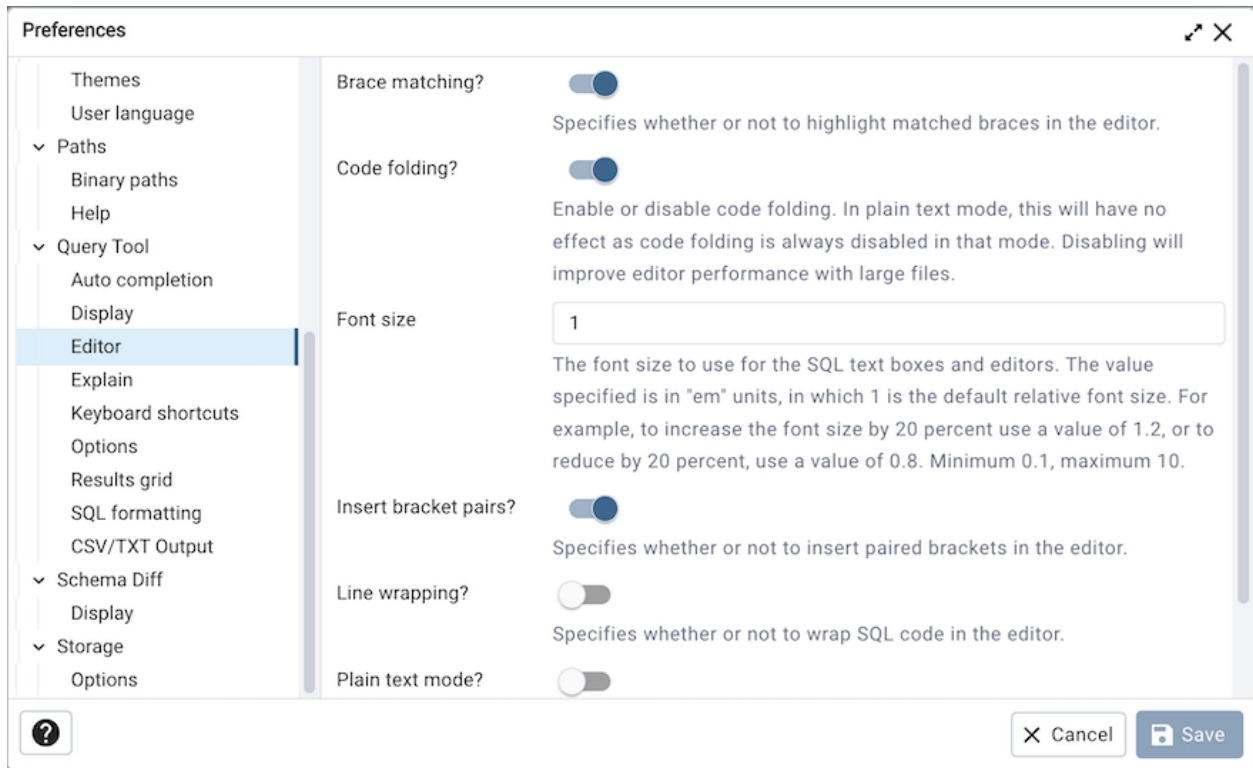 Preferences
Themes
User language
Paths
Binary paths
Help
Query Tool
Auto completion
Display
Editor
Explain
Keyboard shortcuts
Options
Results grid
SQL formatting
CSV/TXT Output
Schema Diff
Display
Storage
Options
Brace matching?
Specifies whether or not to highlight matched braces in the editor.
Code folding?
Enable or disable code folding. In plain text mode, this will have no
effect as code folding is always disabled in that mode. Disabling will
improve editor performance with large files.
Font size
1
The font size to use for the SQL text boxes and editors. The value
specified is in "em" units, in which 1 is the default relative font size. For
example, to increase the font size by 20 percent use a value of 1.2, or to
reduce by 20 percent, use a value of 0.8. Minimum 0.1, maximum 10.
Insert bracket pairs?
Specifies whether or not to insert paired brackets in the editor.
Line wrapping?
Specifies whether or not to wrap SQL code in the editor.
Plain text mode?
?
Cancel
Save